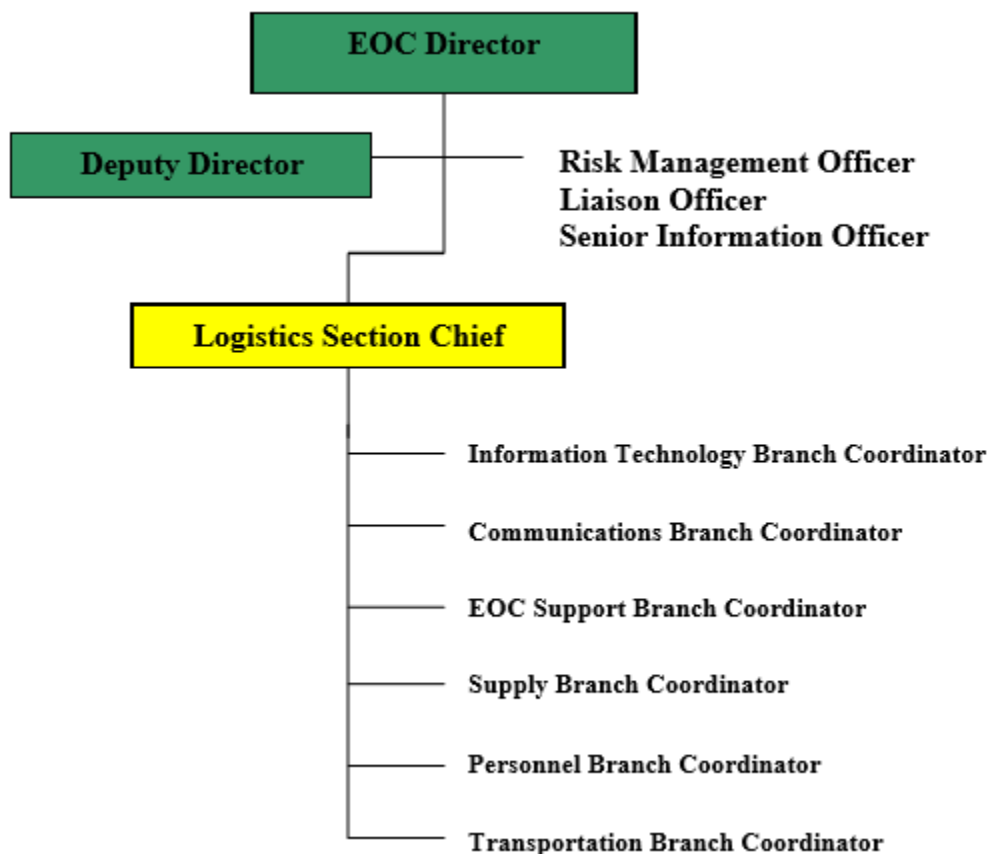 EOC Director
Deputy Director
Risk Management Officer
Liaison Officer
Senior Information Officer
Logistics Section Chief
Information Technology Branch Coordinator
Communications Branch Coordinator
EOC Support Branch Coordinator
Supply Branch Coordinator
Personnel Branch Coordinator
Transportation Branch Coordinator